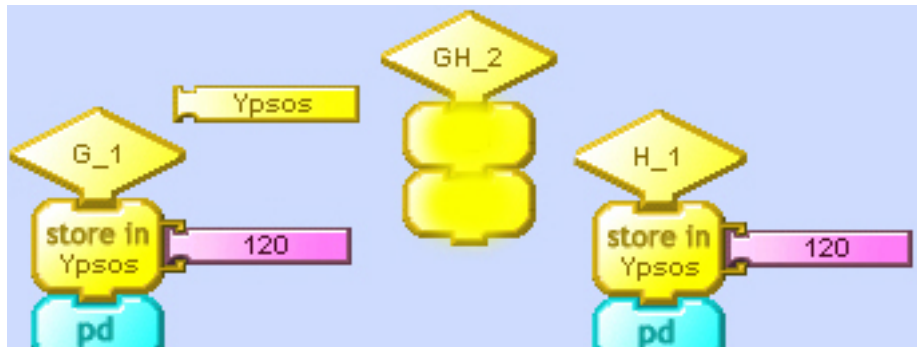 GH_2
Ypsos
G_1
store in
Ypsos
120
pd
H_1
store in
Ypsos
120
pd